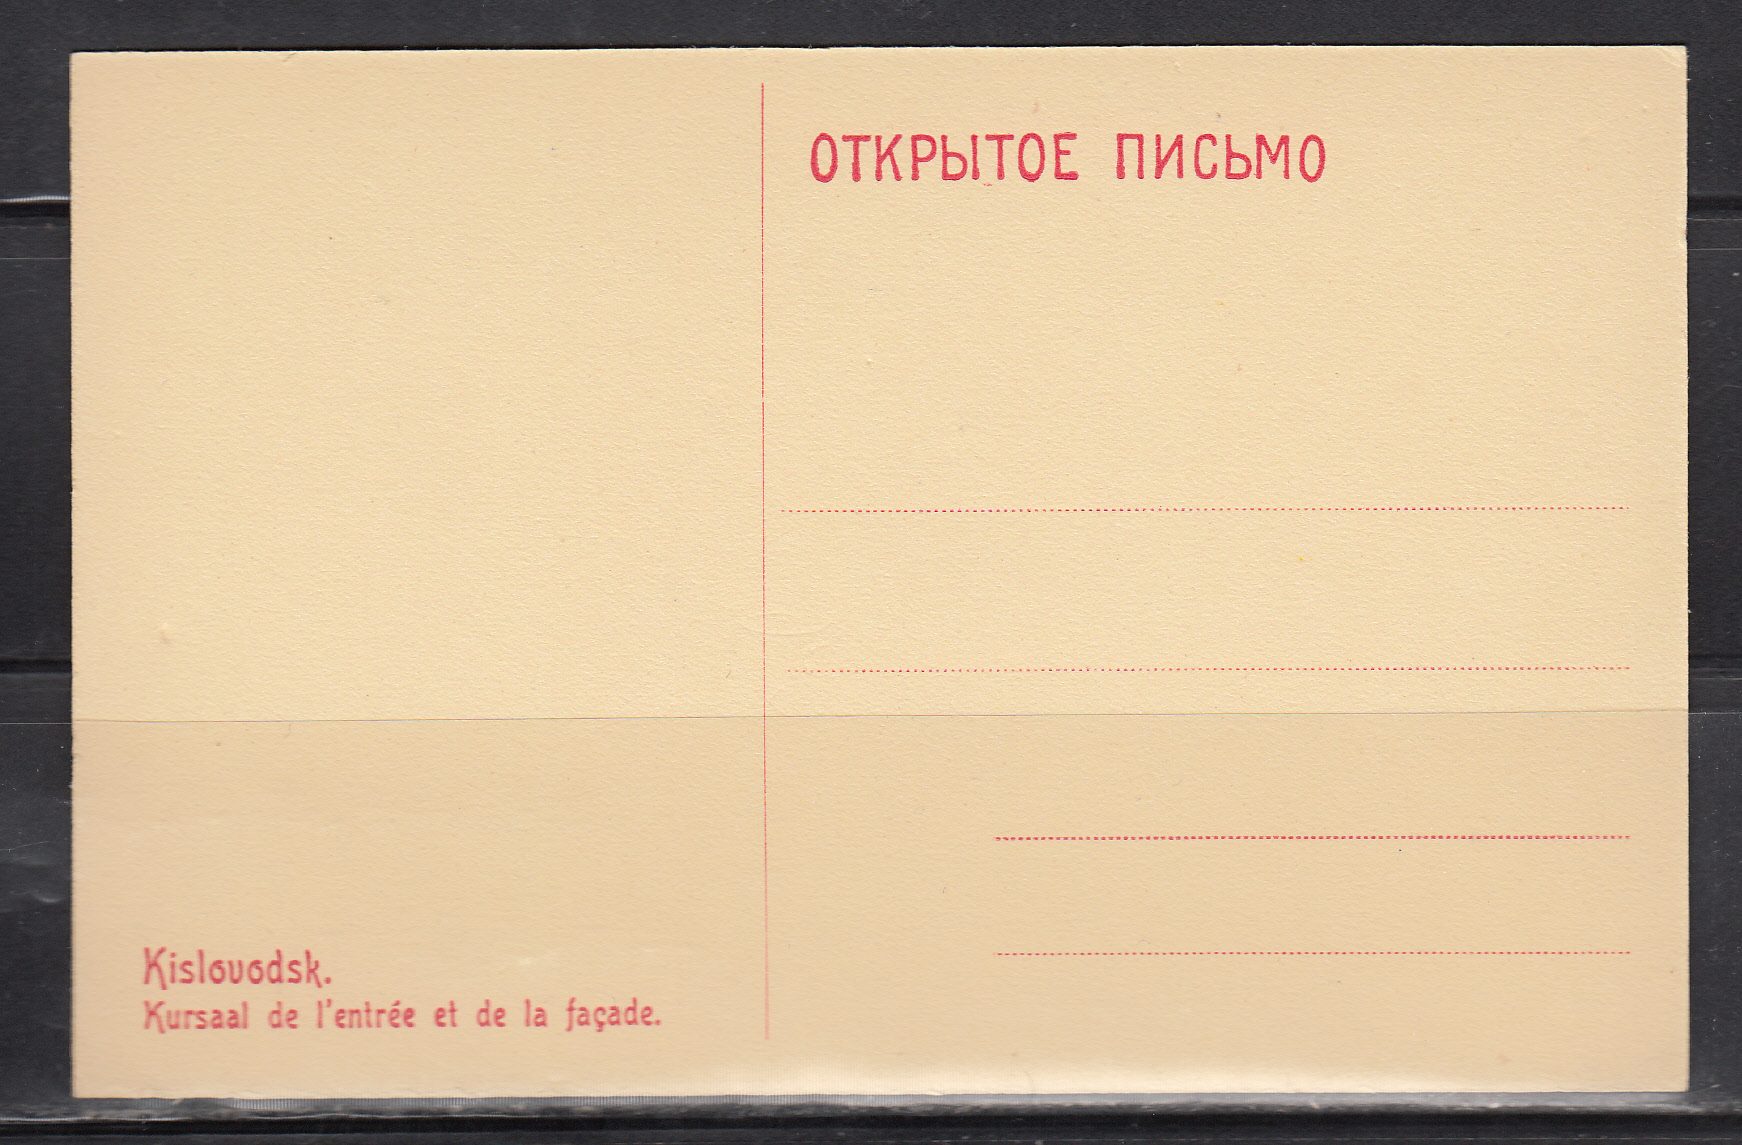 ОТКРЫТОЕ ПИСЬМО
Kislovodsk.
Kursaal de l'entrée et de la façade.